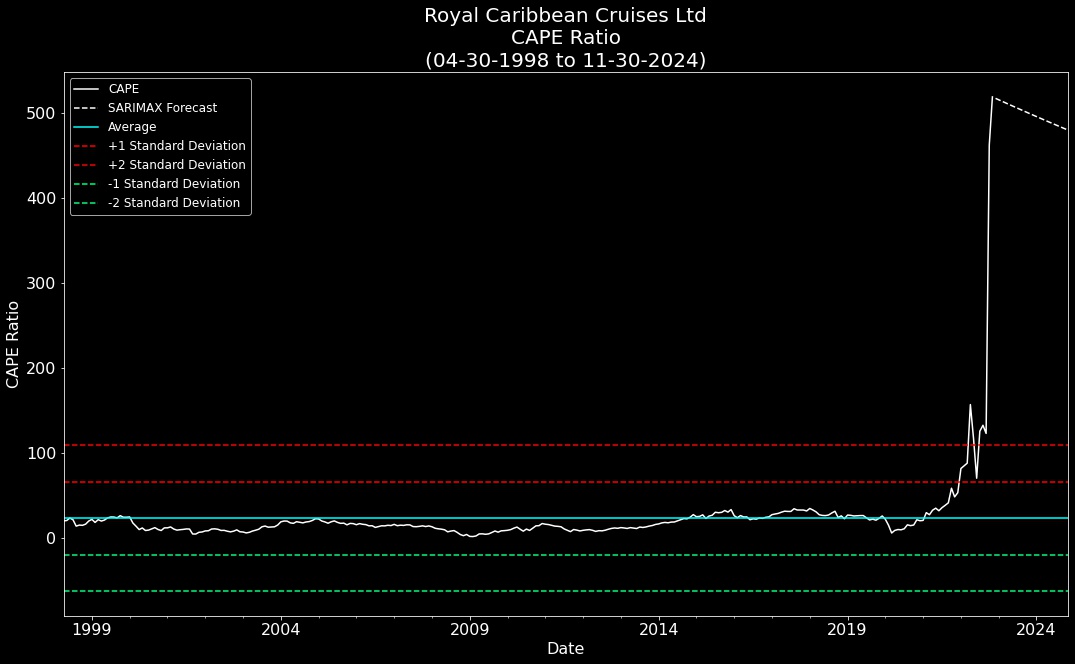 Royal Caribbean Cruises Ltd
CAPE Ratio
(04-30-1998 to 11-30-2024)
CAPE
SARIMAX Forecast
Average
+1 Standard Deviation
+2 Standard Deviation
-1 Standard Deviation
-2 Standard Deviation
500
400
300
200
100
0
CAPE Ratio
1999
2004
2009
2014
2019
2024
Date